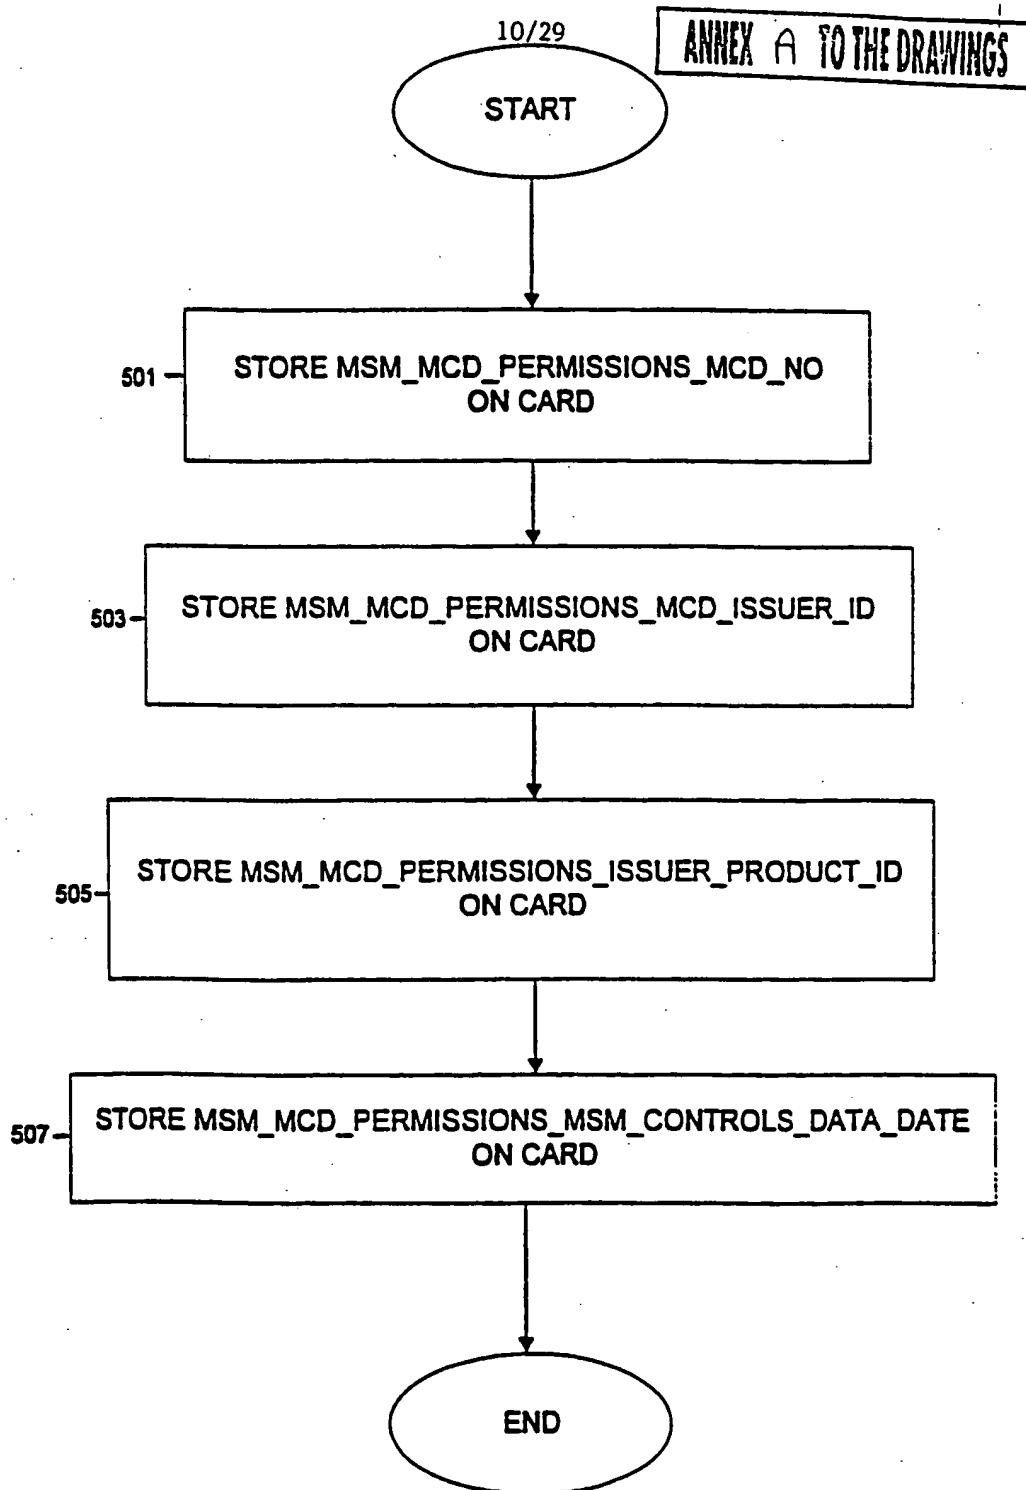 10/29
ANNEX A TO THE DRAWINGS
START
501
STORE MSM_MCD_PERMISSIONS_MCD_NO
ON CARD
503
STORE MSM_MCD_PERMISSIONS_MCD_ISSUER_ID
ON CARD
505
STORE MSM_MCD_PERMISSIONS_ISSUER_PRODUCT_ID
ON CARD
507
STORE MSM_MCD_PERMISSIONS_MSM_CONTROLS_DATA_DATE
ON CARD
END